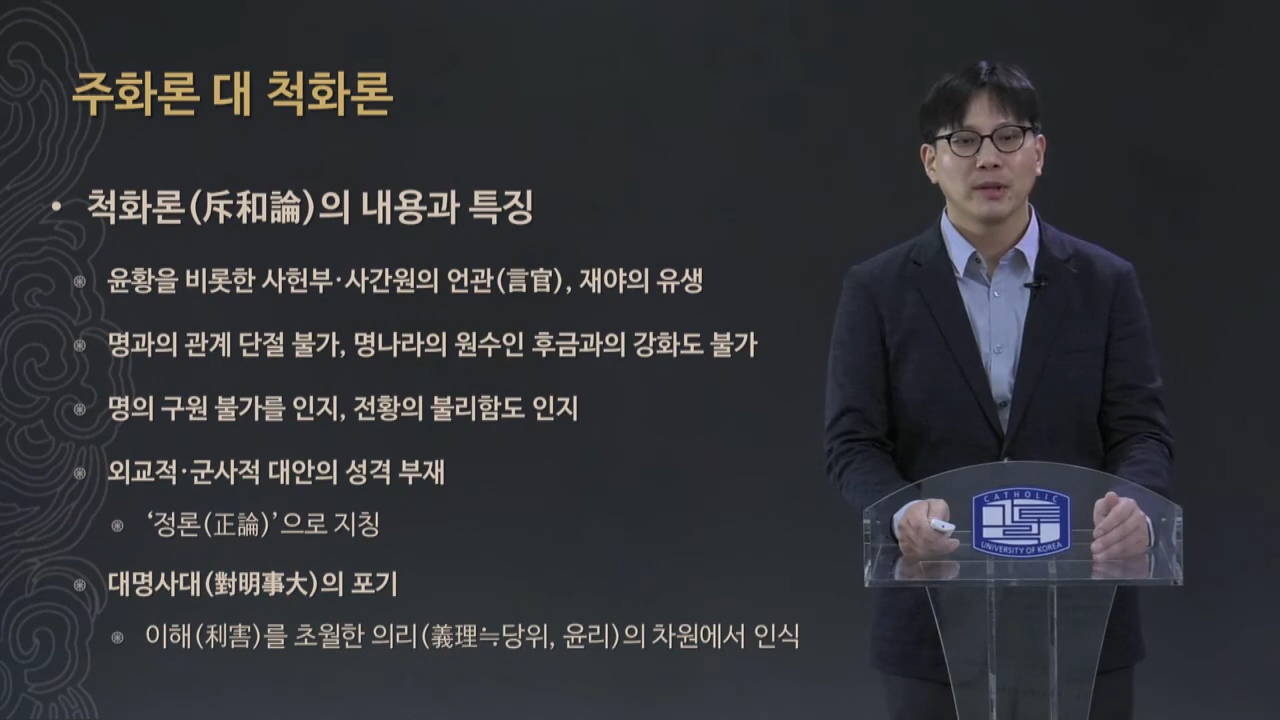 주화론 대 척화론
• 척화론(斥和論)의 내용과 특징
윤황을 비롯한 사헌부·사간원의 언관(言官), 재야의 유생
명과의 관계 단절 불가, 명나라의 원수인 후금과의 강화도 불가
명의 구원 불가를 인지, 전황의 불리함도 인지
외교적·군사적 대안의 성격 부재
‘정론(正論)’으로 지칭
대명사대(對明事大)의 포기
이해(利害)를 초월한 의리(義理≒당위, 윤리)의 차원에서 인식
CATHOLIC
UNIVERSITY OF KOREA